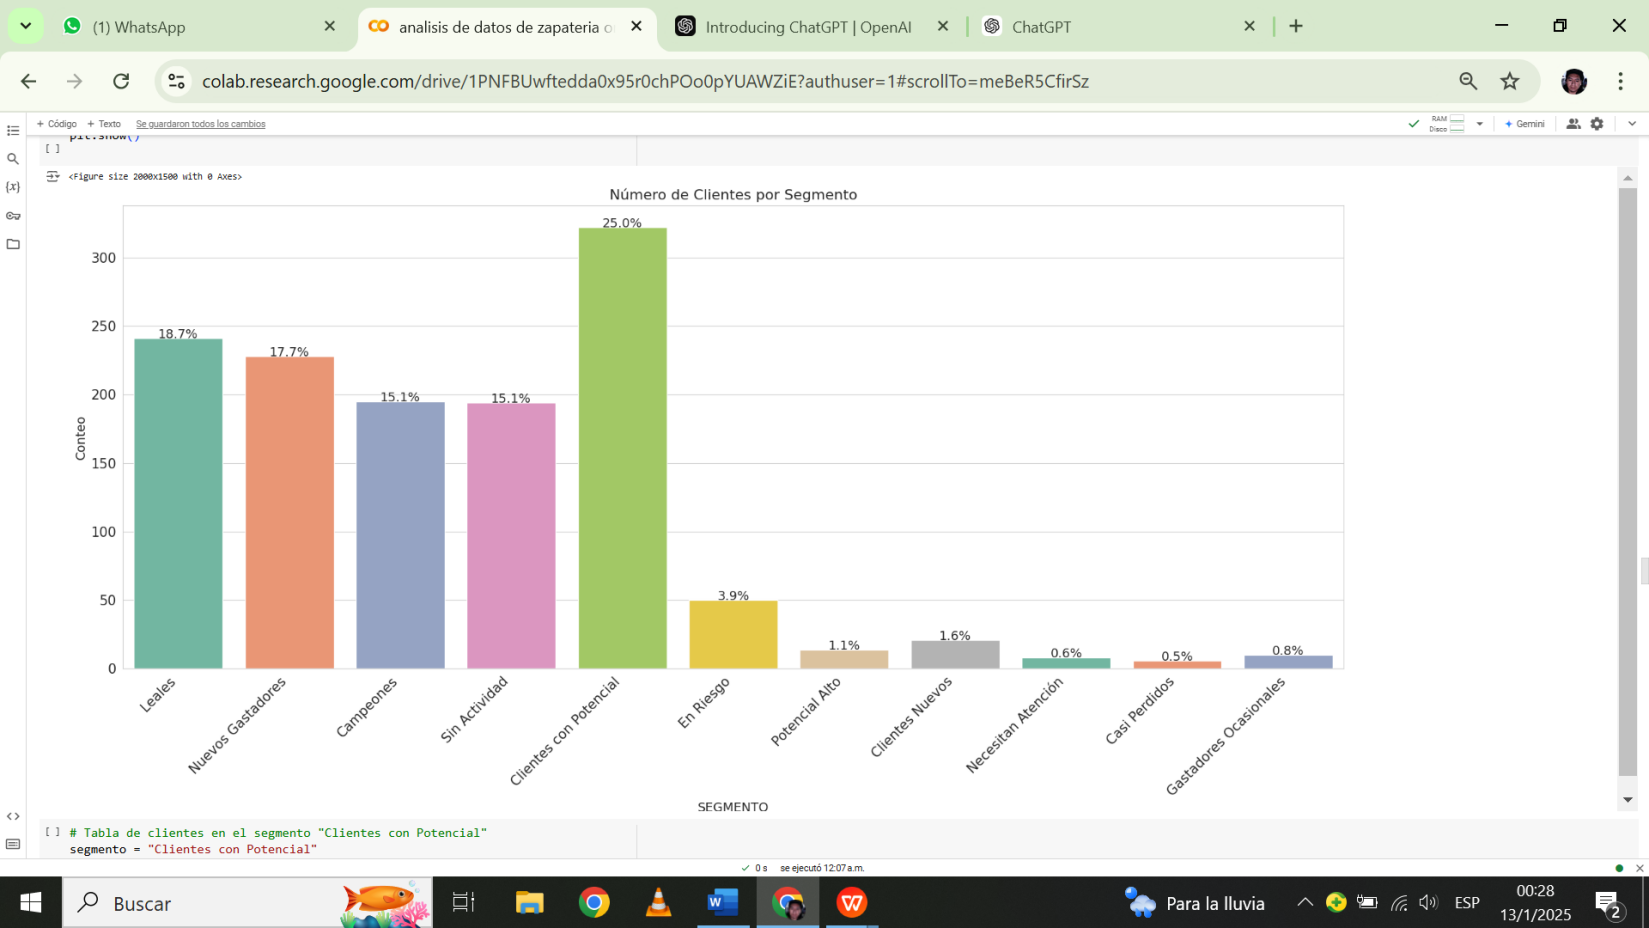 (1) WhatsApp
analisis de datos de zapateria o
Introducing ChatGPT | OpenAI
ChatGPT
colab.research.google.com/drive/1PNFBUwftedda0x95r0chPOo0pYUAWZiE?authuser=1#scrollTo=meBeR5CfirSz
+ Código + Texto Se guardaron todos los cambios
RAM
Disco
Gemini
plt.show()
[ ]
<Figure size 2000x1500 with 0 Axes>
{x}
Número de Clientes por Segmento
25.0%
300
250
18.7%
17.7%
200
15.1%
15.1%
Conteo
150
100
50
3.9%
1.1%
1.6%
0.6%
0.5%
0.8%
0
Leales
Nuevos Gastadores
Campeones
Sin Actividad
Clientes con Potencial
En Riesgo
Potencial Alto
Clientes Nuevos
Necesitan Atención
Casi Perdidos
Gastadores Ocasionales
SEGMENTO
[ ] # Tabla de clientes en el segmento "Clientes con Potencial"
segmento = "Clientes con Potencial"
0 s se ejecutó 12:07 a.m.
Buscar
Para la lluvia
ESP
00:28
13/1/2025
2